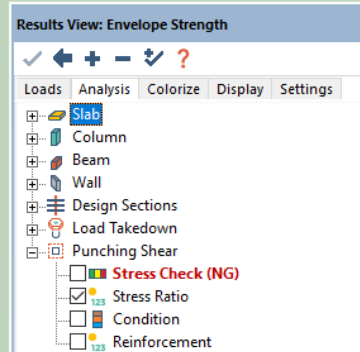 Results View: Envelope Strength
?
Loads Analysis Colorize Display Settings
Slab
Column
Beam
Wall
Design Sections
Load Takedown
Punching Shear
Stress Check (NG)
123 Stress Ratio
Condition
123 Reinforcement